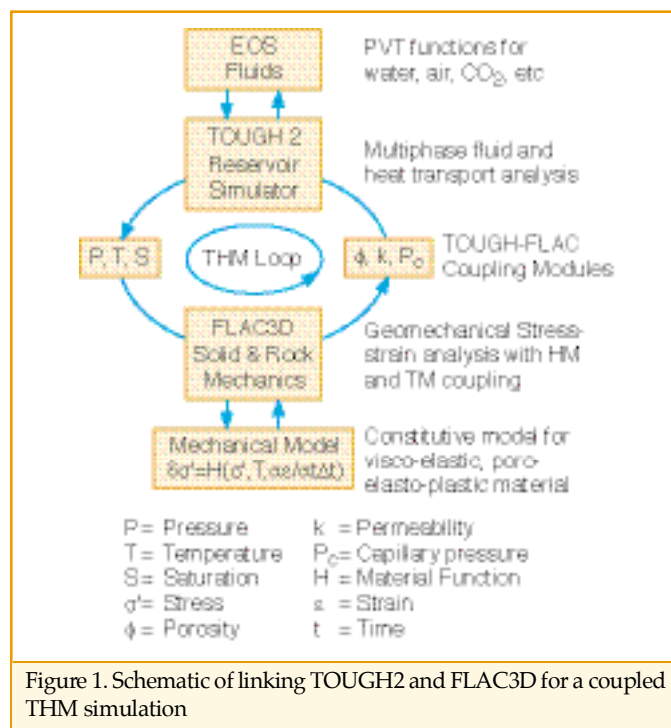 EOS
Fluids
PVT functions for
water, air, CO2, etc
TOUGH 2
Reservoir
Simulator
Multiphase fluid and
heat transport analysis
P, T, S
THM Loop
ϕ, k, Pc
TOUGH-FLAC
Coupling Modules
FLAC3D
Solid & Rock
Mechanics
Geomechanical Stress-
strain analysis with HM
and TM coupling
Mechanical Model
Constitutive model for
visco-elastic, poro-
elasto-plastic material
P = Pressure
T = Temperature
S = Saturation
σ' = Stress
ϕ = Porosity
k = Permeability
Pc = Capillary pressure
H = Material Function
ε = Strain
t = Time
Figure 1. Schematic of linking TOUGH2 and FLAC3D for a coupled
THM simulation